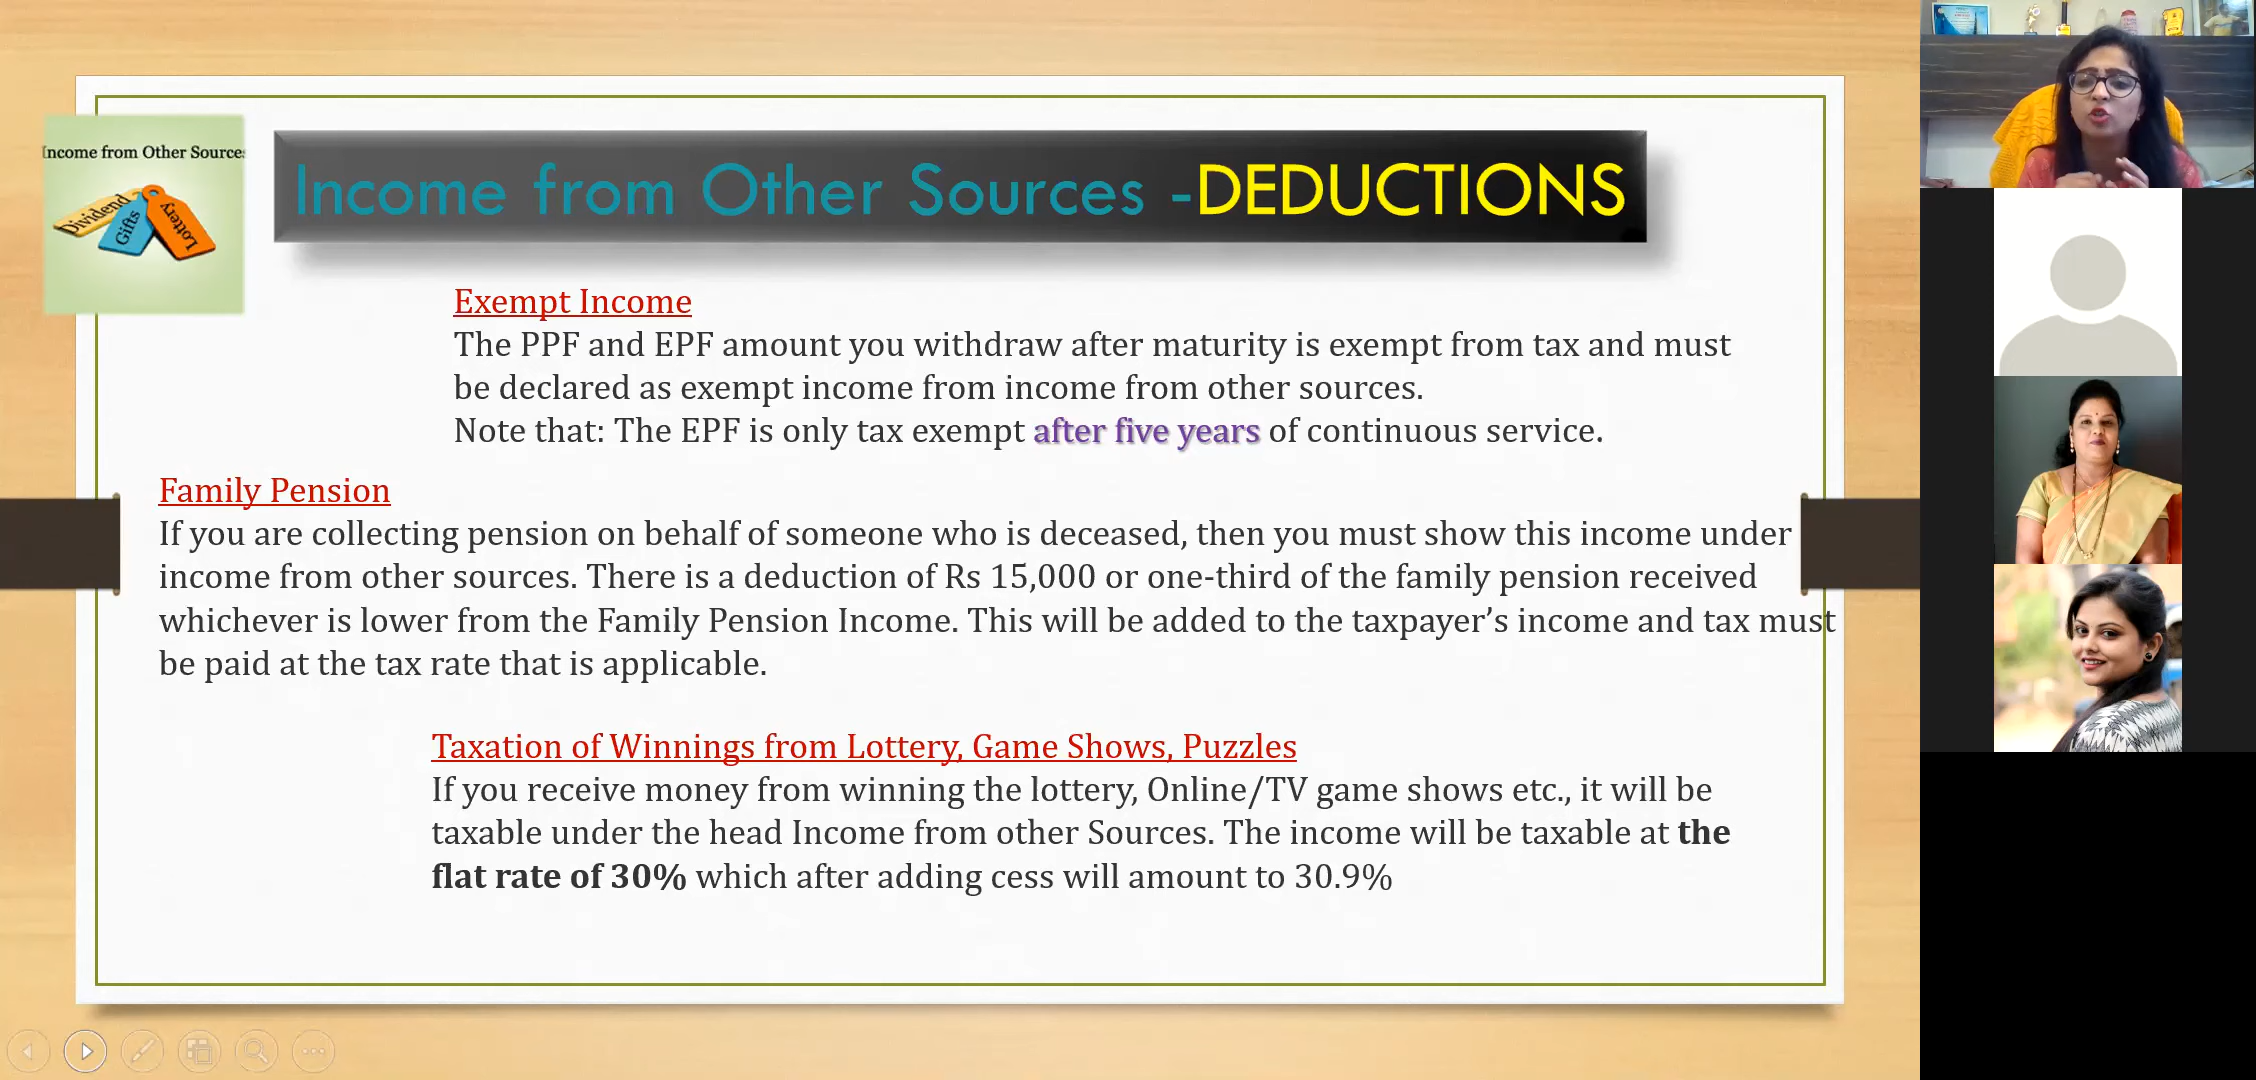 Income from Other Sources
Dividend
Gifts
Lottery
Income from Other Sources -DEDUCTIONS
Exempt Income
The PPF and EPF amount you withdraw after maturity is exempt from tax and must
be declared as exempt income from income from other sources.
Note that: The EPF is only tax exempt after five years of continuous service.
Family Pension
If you are collecting pension on behalf of someone who is deceased, then you must show this income under
income from other sources. There is a deduction of Rs 15,000 or one-third of the family pension received
whichever is lower from the Family Pension Income. This will be added to the taxpayer’s income and tax must
be paid at the tax rate that is applicable.
Taxation of Winnings from Lottery, Game Shows, Puzzles
If you receive money from winning the lottery, Online/TV game shows etc., it will be
taxable under the head Income from other Sources. The income will be taxable at the
flat rate of 30% which after adding cess will amount to 30.9%